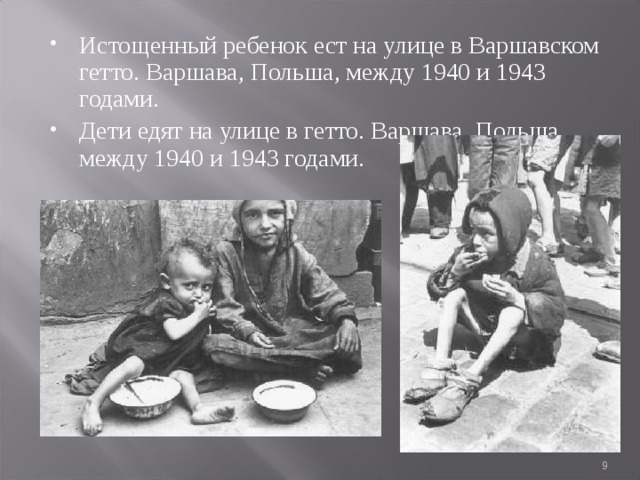 • Истощенный ребенок ест на улице в Варшавском
гетто. Варшава, Польша, между 1940 и 1943
годами.
• Дети едят на улице в гетто. Варшава, Польша,
между 1940 и 1943 годами.
9